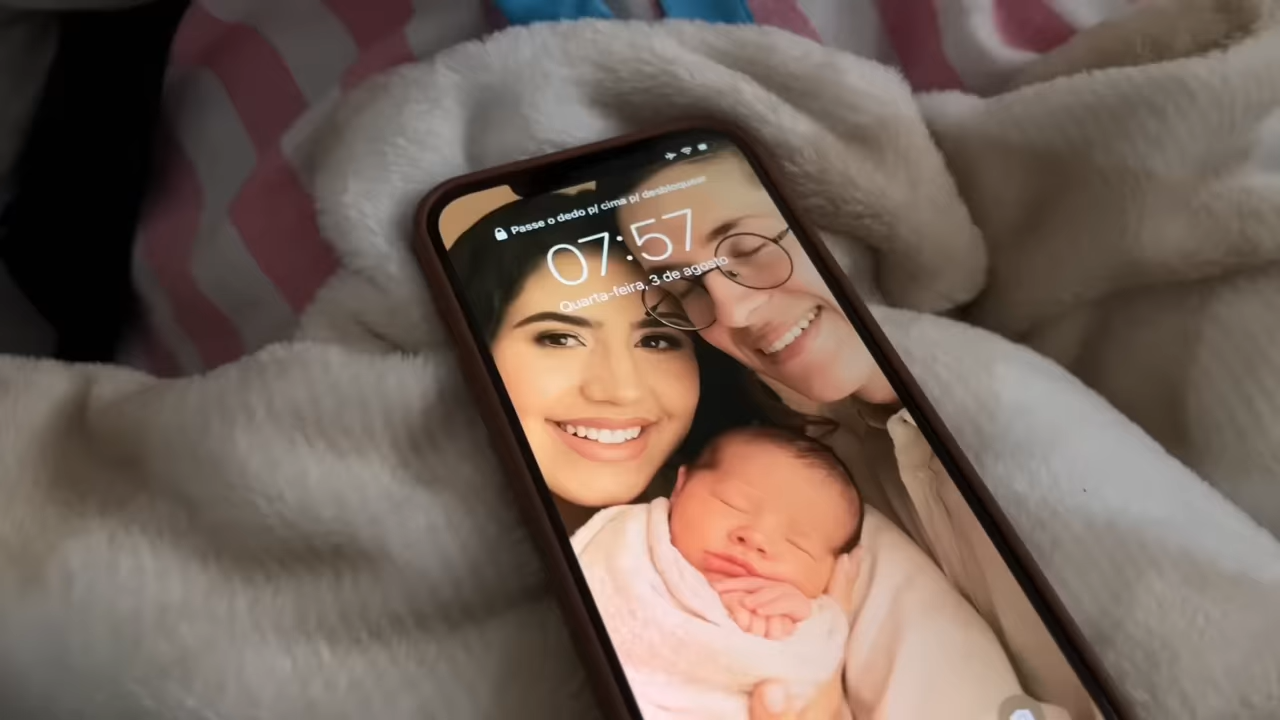 Passe o dedo p/ cima p/ desbloquear
07:57
Quarta-feira, 3 de agosto